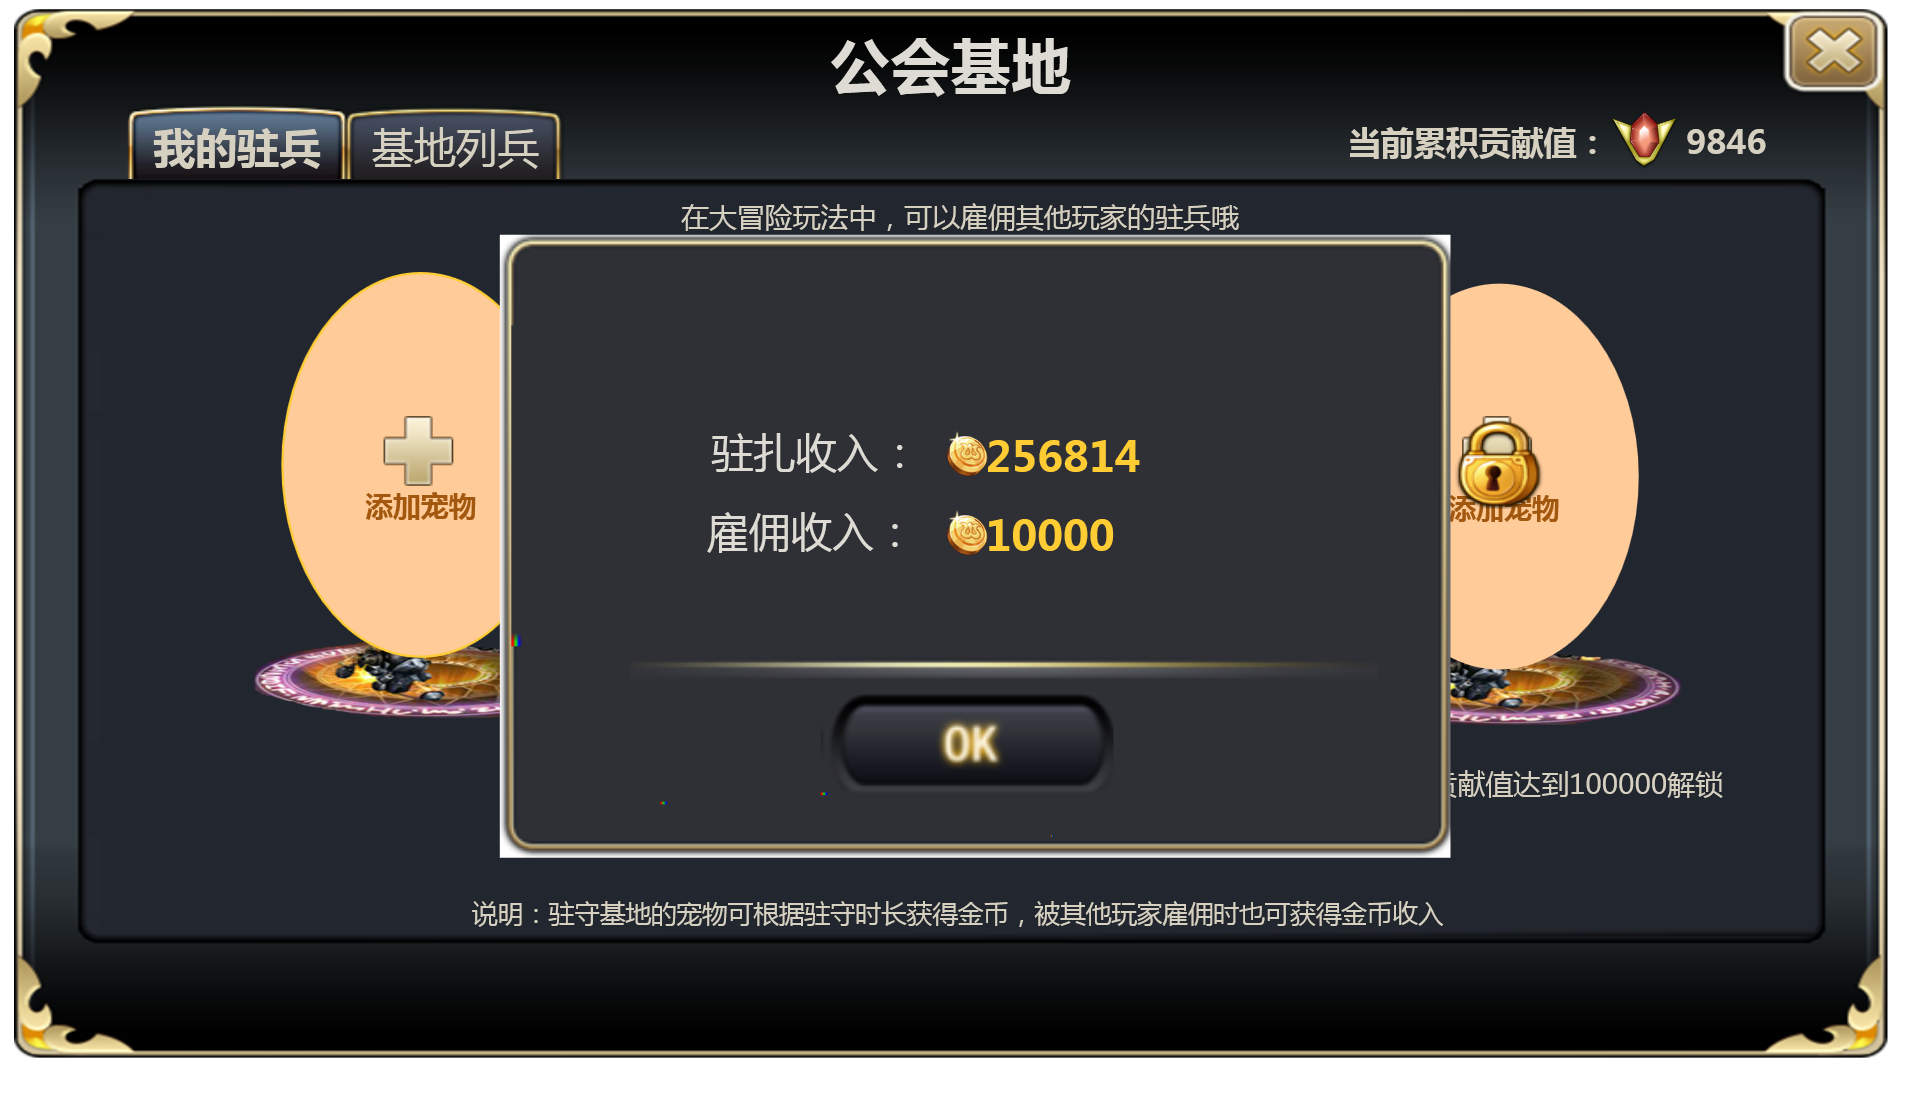 公会基地
我的驻兵 基地列兵
当前累积贡献值： 9846
在大冒险玩法中，可以雇佣其他玩家的驻兵哦
驻扎收入： 256814
添加宠物 添加宠物
雇佣收入： 10000
OK
献值达到100000解锁
说明：驻守基地的宠物可根据驻守时长获得金币，被其他玩家雇佣时也可获得金币收入